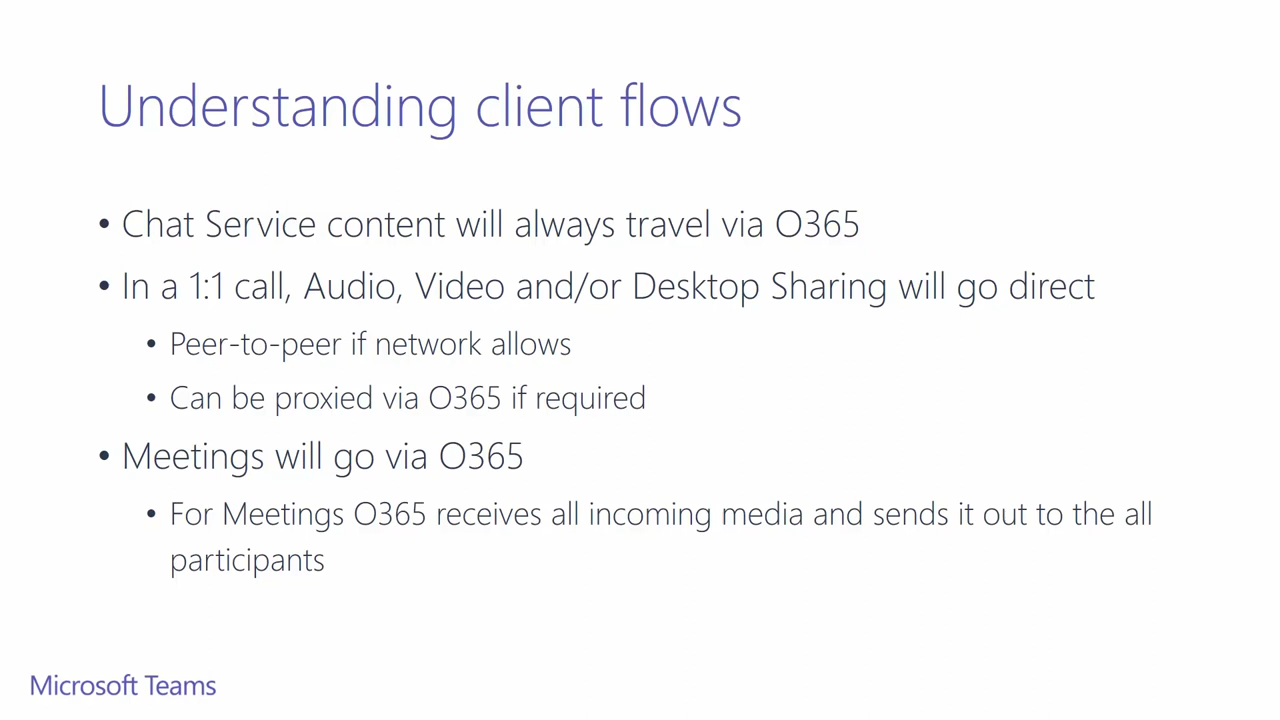 Understanding client flows
• Chat Service content will always travel via O365
• In a 1:1 call, Audio, Video and/or Desktop Sharing will go direct
• Peer-to-peer if network allows
• Can be proxied via O365 if required
• Meetings will go via O365
• For Meetings O365 receives all incoming media and sends it out to the all
participants
Microsoft Teams